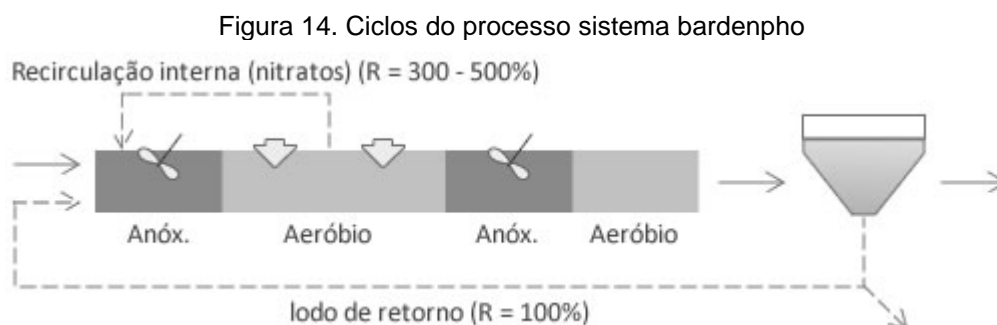 Figura 14. Ciclos do processo sistema bardenpho
Recirculação interna (nitratos) (R = 300 - 500%)
Anóx. Aeróbio Anóx. Aeróbio
lodo de retorno (R = 100%)